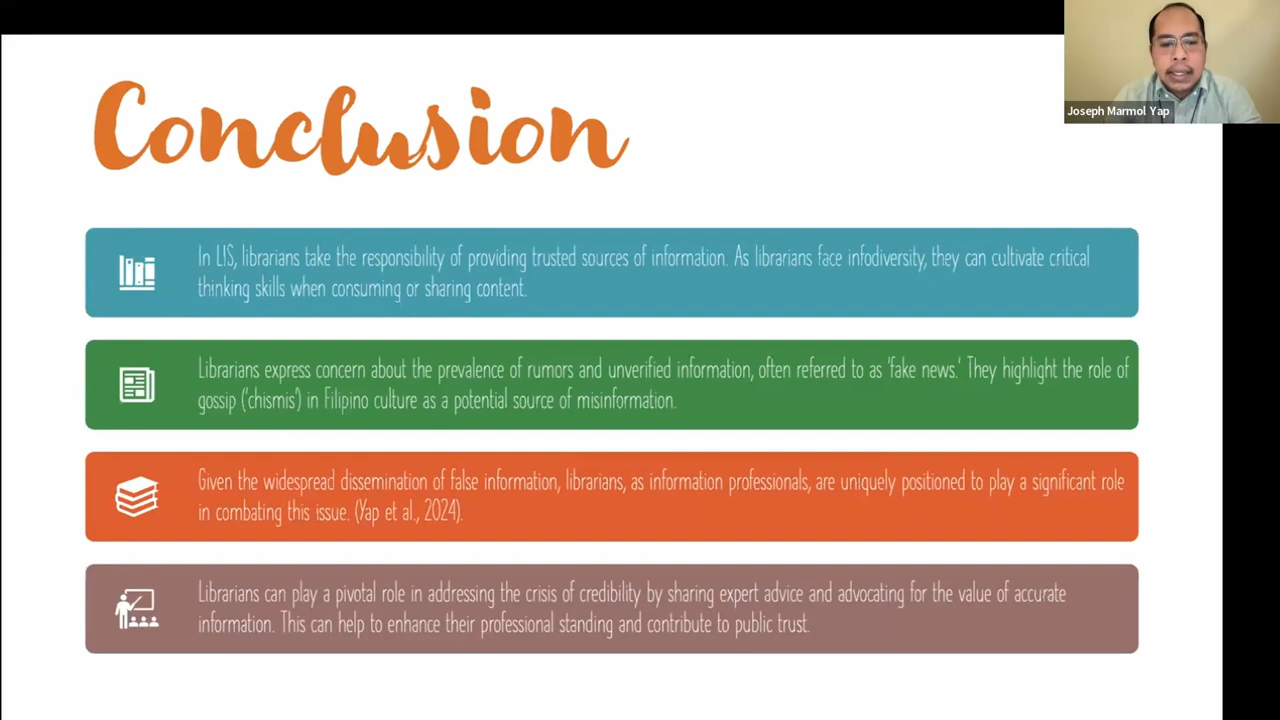 Joseph Marmol Yap
Conclusion
In LIS, librarians take the responsibility of providing trusted sources of information. As librarians face infodiversity, they can cultivate critical
thinking skills when consuming or sharing content.
Librarians express concern about the prevalence of rumors and unverified information, often referred to as 'fake news.' They highlight the role of
gossip ('chismis') in Filipino culture as a potential source of misinformation.
Given the widespread dissemination of false information, librarians, as information professionals, are uniquely positioned to play a significant role
in combating this issue. (Yap et al., 2024).
Librarians can play a pivotal role in addressing the crisis of credibility by sharing expert advice and advocating for the value of accurate
information. This can help to enhance their professional standing and contribute to public trust.